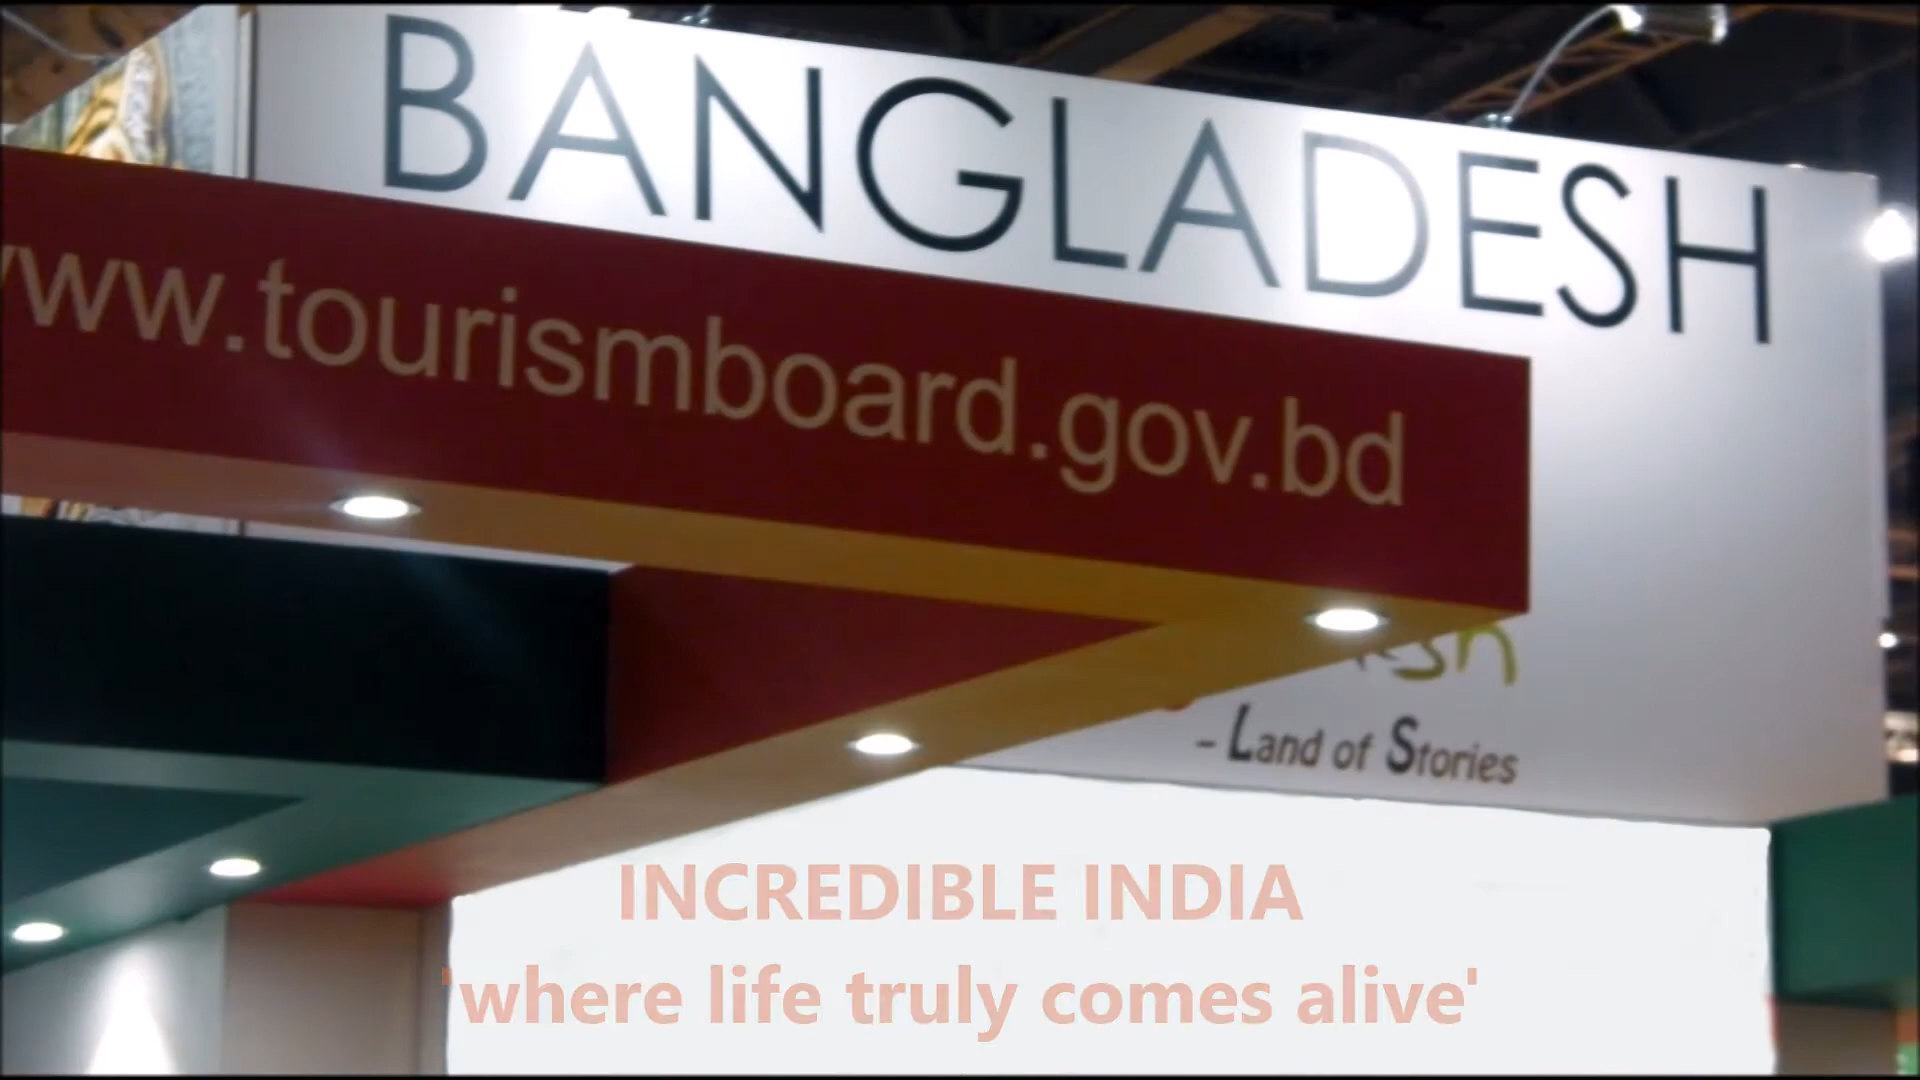 BANGLADESH
www.tourismboard.gov.bd
- Land of Stories
INCREDIBLE INDIA
'where life truly comes alive'